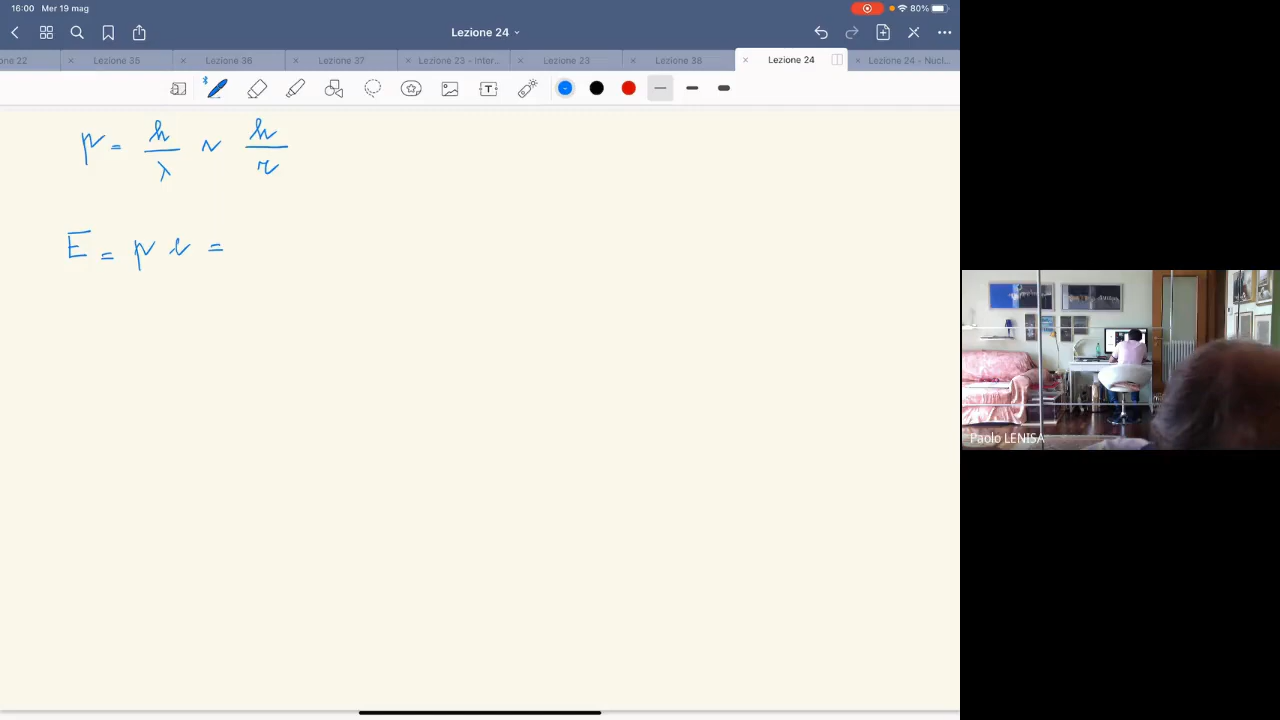 16:00 Mer 19 mag
80%
Lezione 24
ne 22
Lezione 35
Lezione 36
Lezione 37
Lezione 23 - Inter...
Lezione 23
Lezione 38
Lezione 24
Lezione 24 - Nucl...
T
p = h/λ ~ h/r
E = p c =
Paolo LENISA